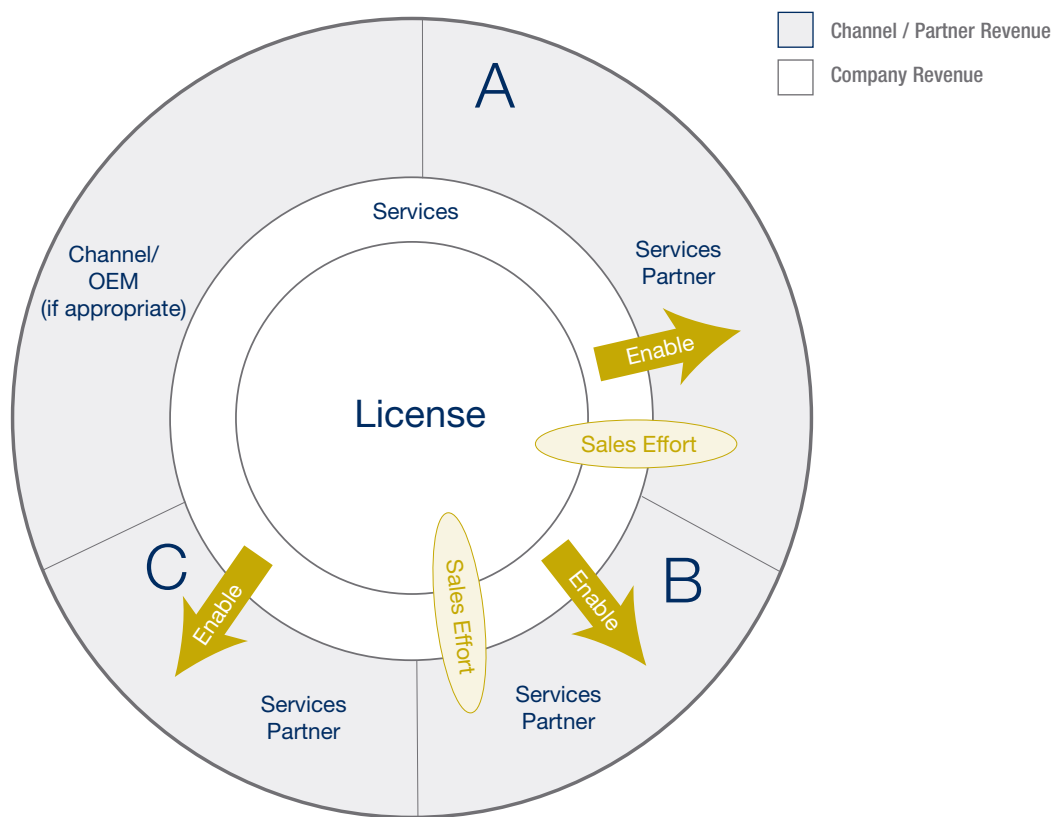 Channel / Partner Revenue
Company Revenue
A
Services
Channel/
OEM
(if appropriate)
Services
Partner
Enable
License
Sales Effort
C
B
Enable
Enable
Sales Effort
Services
Partner
Services
Partner